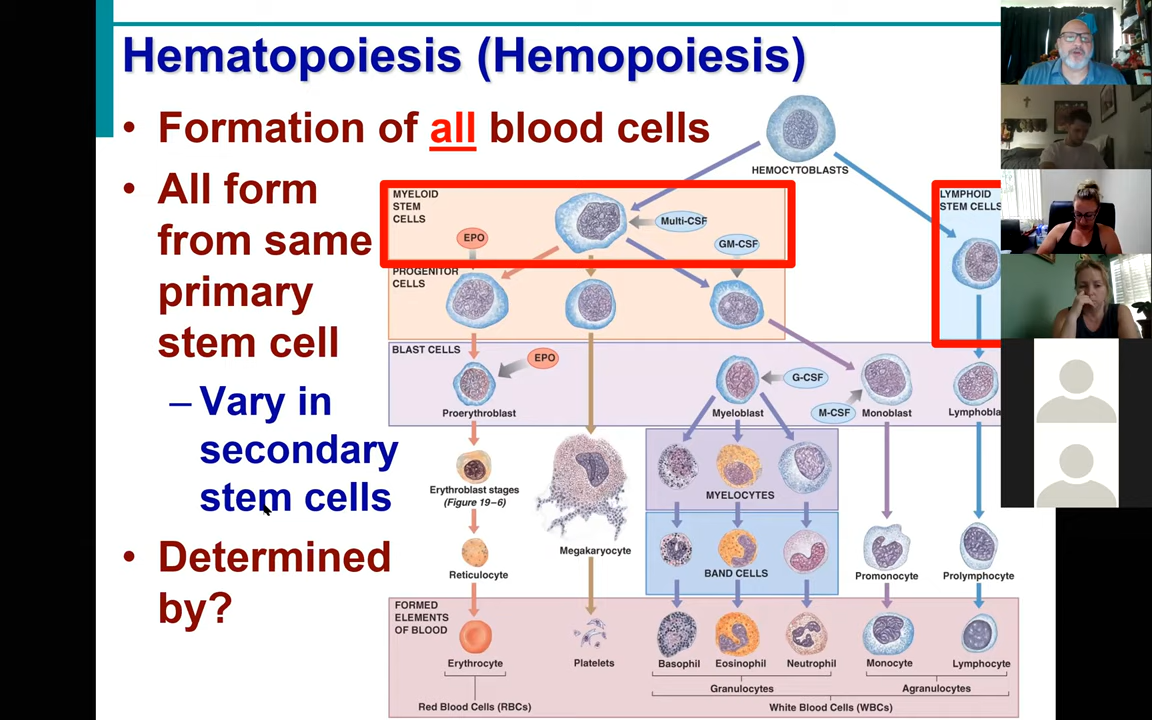 Hematopoiesis (Hemopoiesis)
• Formation of all blood cells
• All form
from same
primary
stem cell
– Vary in
secondary
stem cells
• Determined
by?
HEMOCYTOBLASTS
MYELOID
STEM
CELLS
LYMPHOID
STEM CELLS
Multi-CSF
EPO
GM-CSF
PROGENITOR
CELLS
BLAST CELLS
EPO
G-CSF
M-CSF
Proerythroblast
Myeloblast
Monoblast
Lymphobla
Erythroblast stages
(Figure 19–6)
MYELOCYTES
Megakaryocyte
Reticulocyte
BAND CELLS
Promonocyte
Prolymphocyte
FORMED
ELEMENTS
OF BLOOD
Erythrocyte
Platelets
Basophil
Eosinophil
Neutrophil
Monocyte
Lymphocyte
Granulocytes
Agranulocytes
Red Blood Cells (RBCs)
White Blood Cells (WBCs)